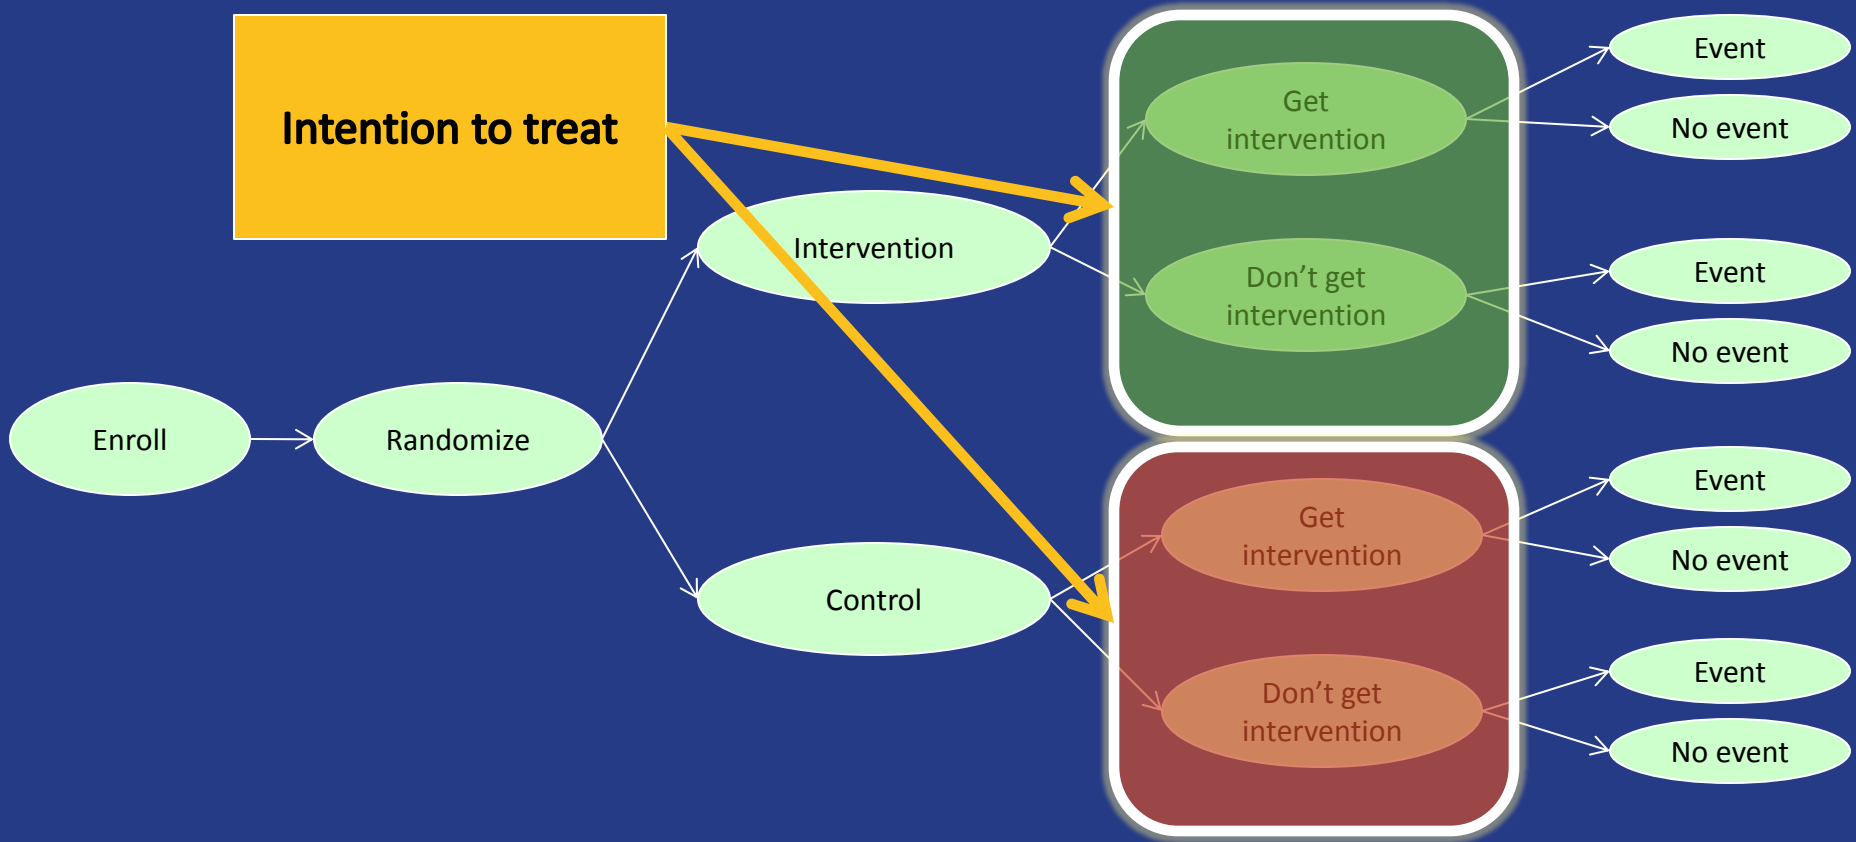 Intention to treat
Enroll
Randomize
Intervention
Control
Get
intervention
Don’t get
intervention
Get
intervention
Don’t get
intervention
Event
No event
Event
No event
Event
No event
Event
No event